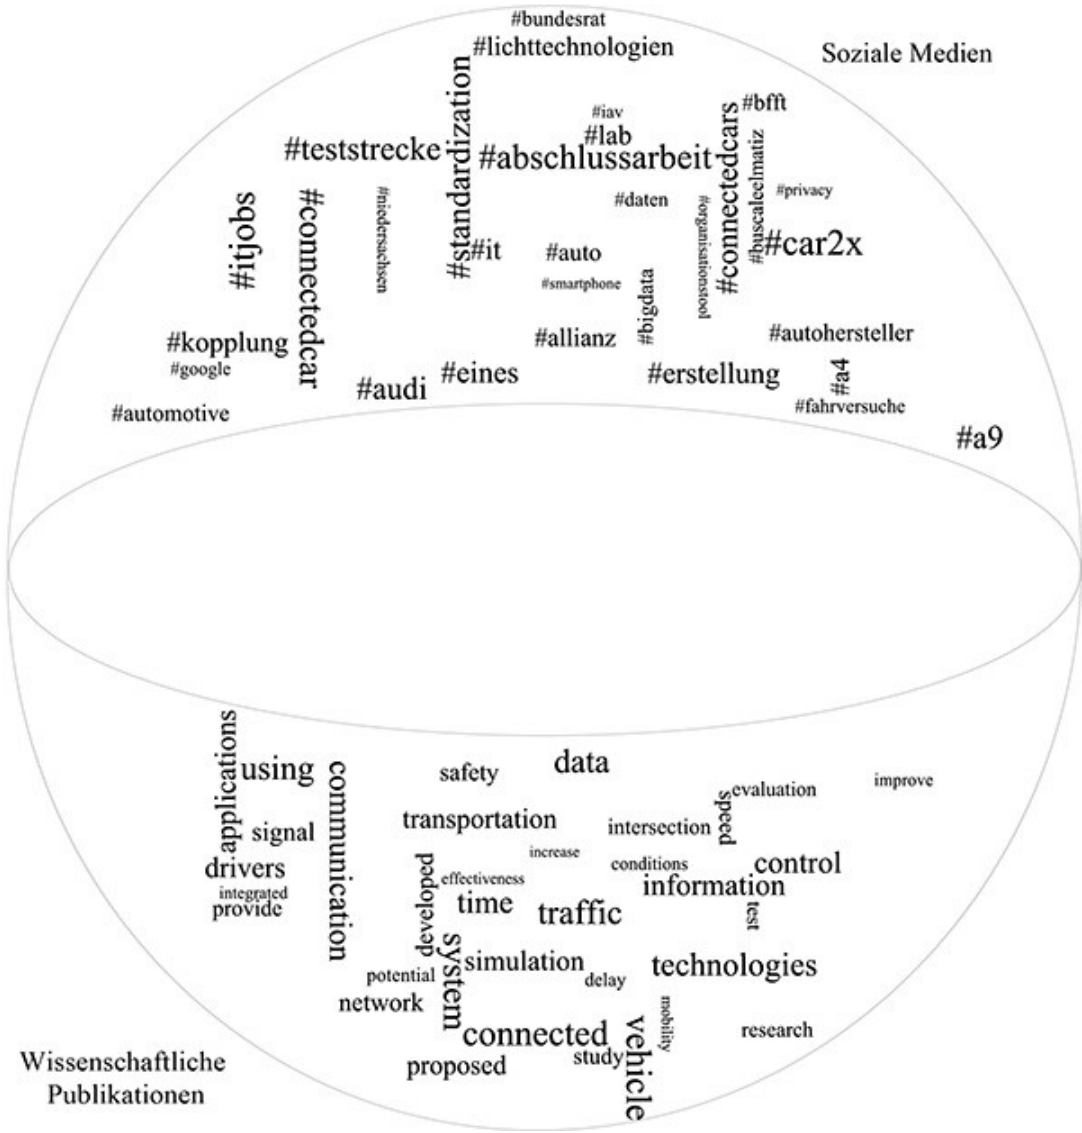 #bundesrat
#lichttechnologien
Soziale Medien
#standardization
#connectedcars
#bfft
#iav
#lab
#teststrecke
#abschlussarbeit
#buscaleelmatiz
#privacy
#niedersachsen
#daten
#organisationstool
#itjobs
#connectedcar
#it
#auto
#car2x
#smartphone
#bigdata
#kopplung
#allianz
#autohersteller
#google
#audi
#eines
#erstellung
#a4
#automotive
#fahrversuche
#a9
applications
using
communication
safety
data
improve
evaluation
speed
signal
transportation
intersection
increase
conditions
control
drivers
integrated
provide
developed
effectiveness
information
time
traffic
test
system
simulation
technologies
potential
delay
network
mobility
connected
vehicle
research
study
proposed
Wissenschaftliche
Publikationen